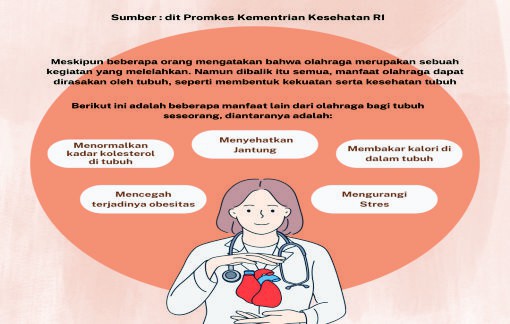 Sumber : dit Promkes Kementrian Kesehatan RI
Meskipun beberapa orang mengatakan bahwa olahraga merupakan sebuah
kegiatan yang melelahkan. Namun dibalik itu semua, manfaat olahraga dapat
dirasakan oleh tubuh, seperti membentuk kekuatan serta kesehatan tubuh
Berikut ini adalah beberapa manfaat lain dari olahraga bagi tubuh
seseorang, diantaranya adalah:
Menormalkan
kadar kolesterol
di tubuh
Menyehatkan
Jantung
Membakar kalori di
dalam tubuh
Mencegah
terjadinya obesitas
Mengurangi
Stres